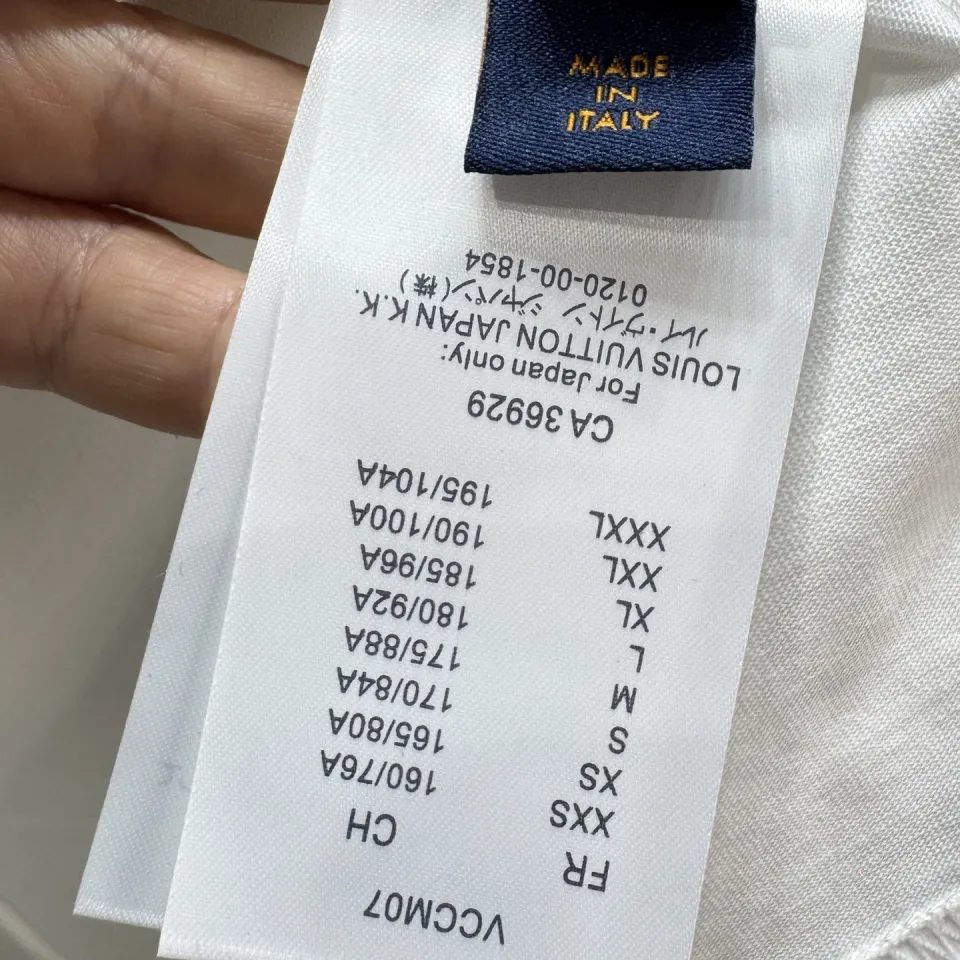 MADE
IN
ITALY
VCCM07
FR CH
XXS 160/76A
XS 165/80A
S 170/84A
M 175/88A
L 180/92A
XL 185/96A
XXL 190/100A
XXXL 195/104A
CA 36929
For Japan only:
LOUIS VUITTON JAPAN K.K.
ルイ・ヴィトン ジャパン(株)
0120-00-1854